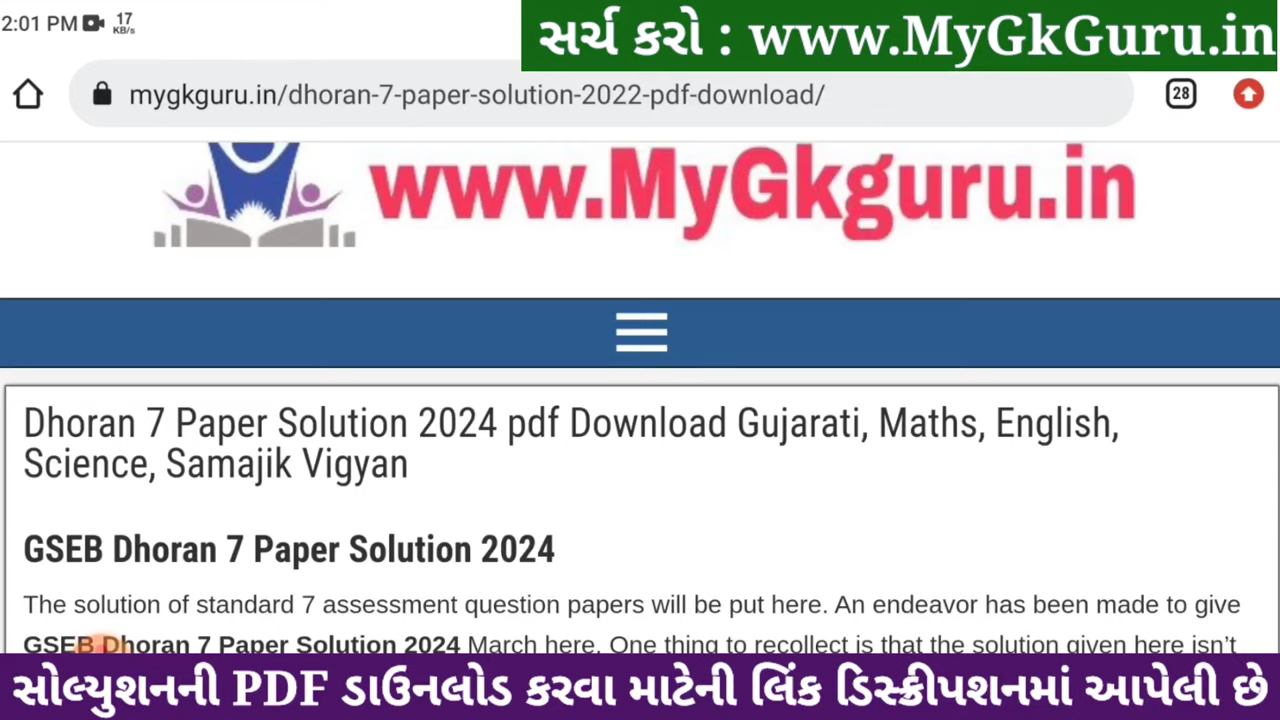 2:01 PM 17 KB/s
સર્ચ કરો : www.MyGkGuru.in
mygkguru.in/dhoran-7-paper-solution-2022-pdf-download/ 28
www.MyGkguru.in
Dhoran 7 Paper Solution 2024 pdf Download Gujarati, Maths, English,
Science, Samajik Vigyan
GSEB Dhoran 7 Paper Solution 2024
The solution of standard 7 assessment question papers will be put here. An endeavor has been made to give
GSEB Dhoran 7 Paper Solution 2024 March here. One thing to recollect is that the solution given here isn't
સોલ્યુશનની PDF ડાઉનલોડ કરવા માટેની લિંક ડિસ્ક્રીપશનમાં આપેલી છે